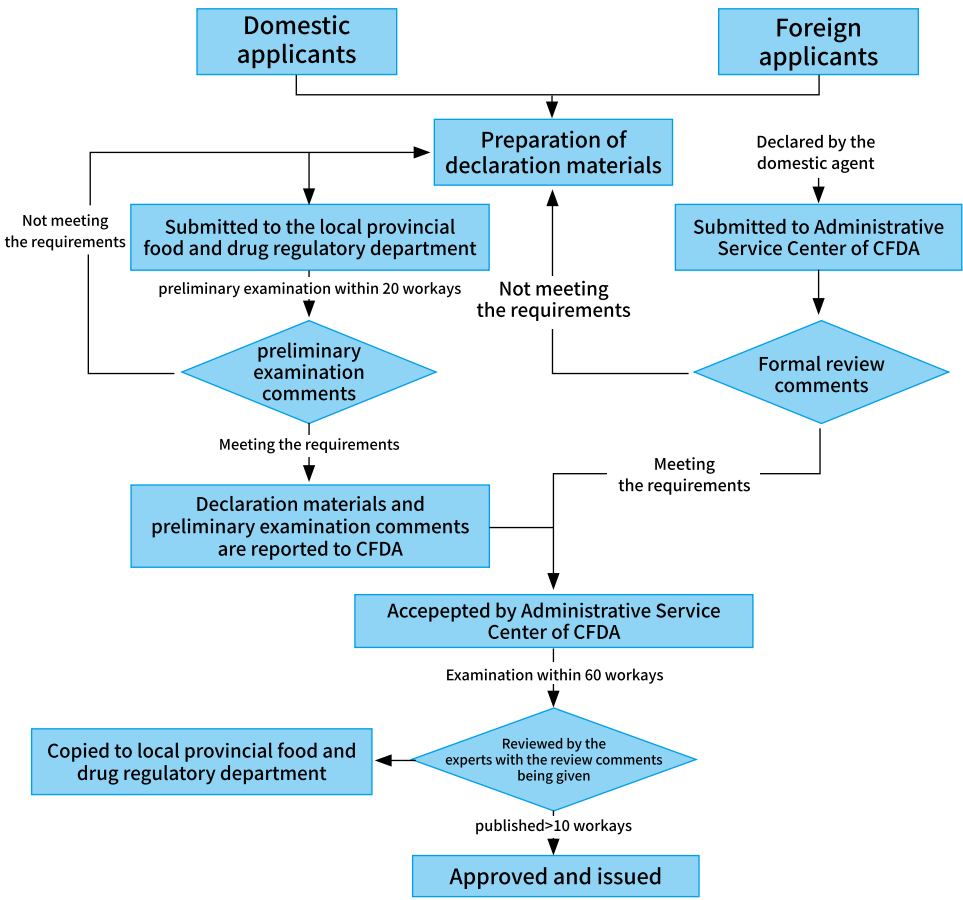 Domestic
applicants
Foreign
applicants
Preparation of
declaration materials
Declared by the
domestic agent
Not meeting
the requirements
Submitted to the local provincial
food and drug regulatory department
Submitted to Administrative
Service Center of CFDA
preliminary examination within 20 workays
Not meeting
the requirements
preliminary
examination
comments
Formal review
comments
Meeting the requirements
Meeting
the requirements
Declaration materials and
preliminary examination comments
are reported to CFDA
Accepepted by Administrative Service
Center of CFDA
Examination within 60 workays
Reviewed by the
experts with the review comments
being given
Copied to local provincial food and
drug regulatory department
published>10 workays
Approved and issued